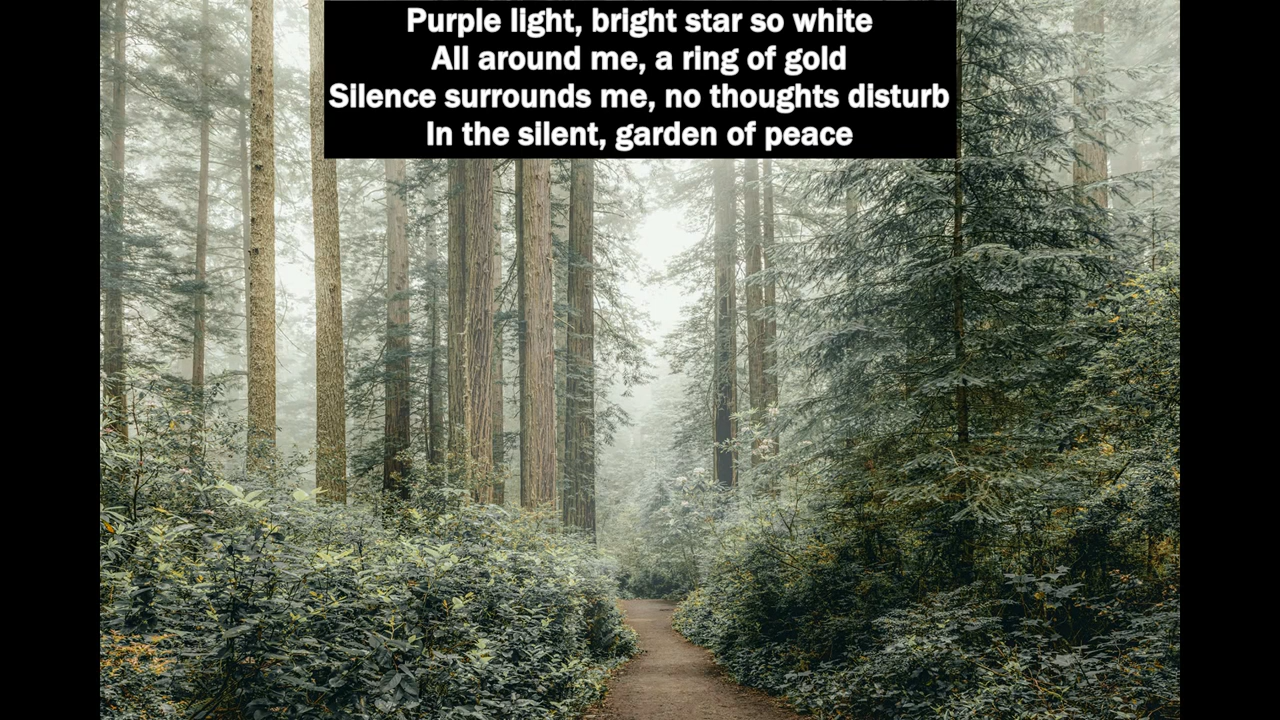 Purple light, bright star so white
All around me, a ring of gold
Silence surrounds me, no thoughts disturb
In the silent, garden of peace